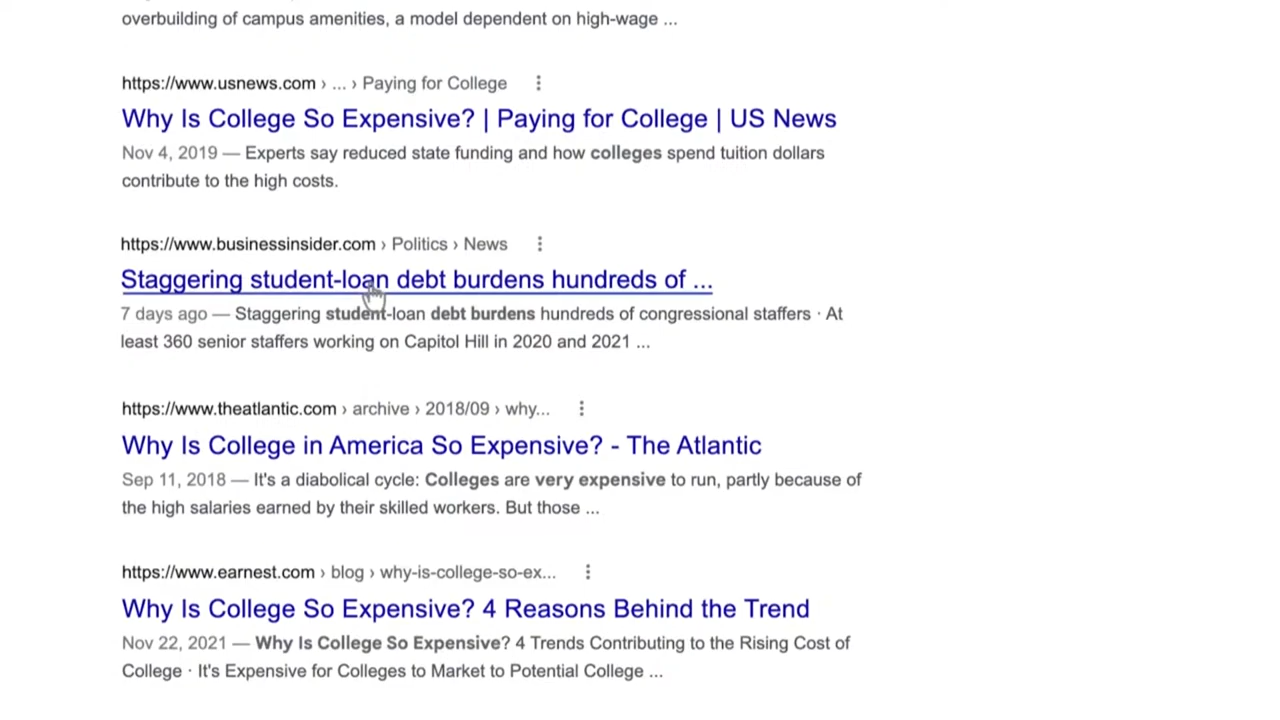 overbuilding of campus amenities, a model dependent on high-wage ...
https://www.usnews.com › ... › Paying for College
Why Is College So Expensive? | Paying for College | US News
Nov 4, 2019 — Experts say reduced state funding and how colleges spend tuition dollars
contribute to the high costs.
https://www.businessinsider.com › Politics › News
Staggering student-loan debt burdens hundreds of ...
7 days ago — Staggering student-loan debt burdens hundreds of congressional staffers · At
least 360 senior staffers working on Capitol Hill in 2020 and 2021 ...
https://www.theatlantic.com › archive › 2018/09 › why...
Why Is College in America So Expensive? - The Atlantic
Sep 11, 2018 — It's a diabolical cycle: Colleges are very expensive to run, partly because of
the high salaries earned by their skilled workers. But those ...
https://www.earnest.com › blog › why-is-college-so-ex...
Why Is College So Expensive? 4 Reasons Behind the Trend
Nov 22, 2021 — Why Is College So Expensive? 4 Trends Contributing to the Rising Cost of
College · It's Expensive for Colleges to Market to Potential College ...